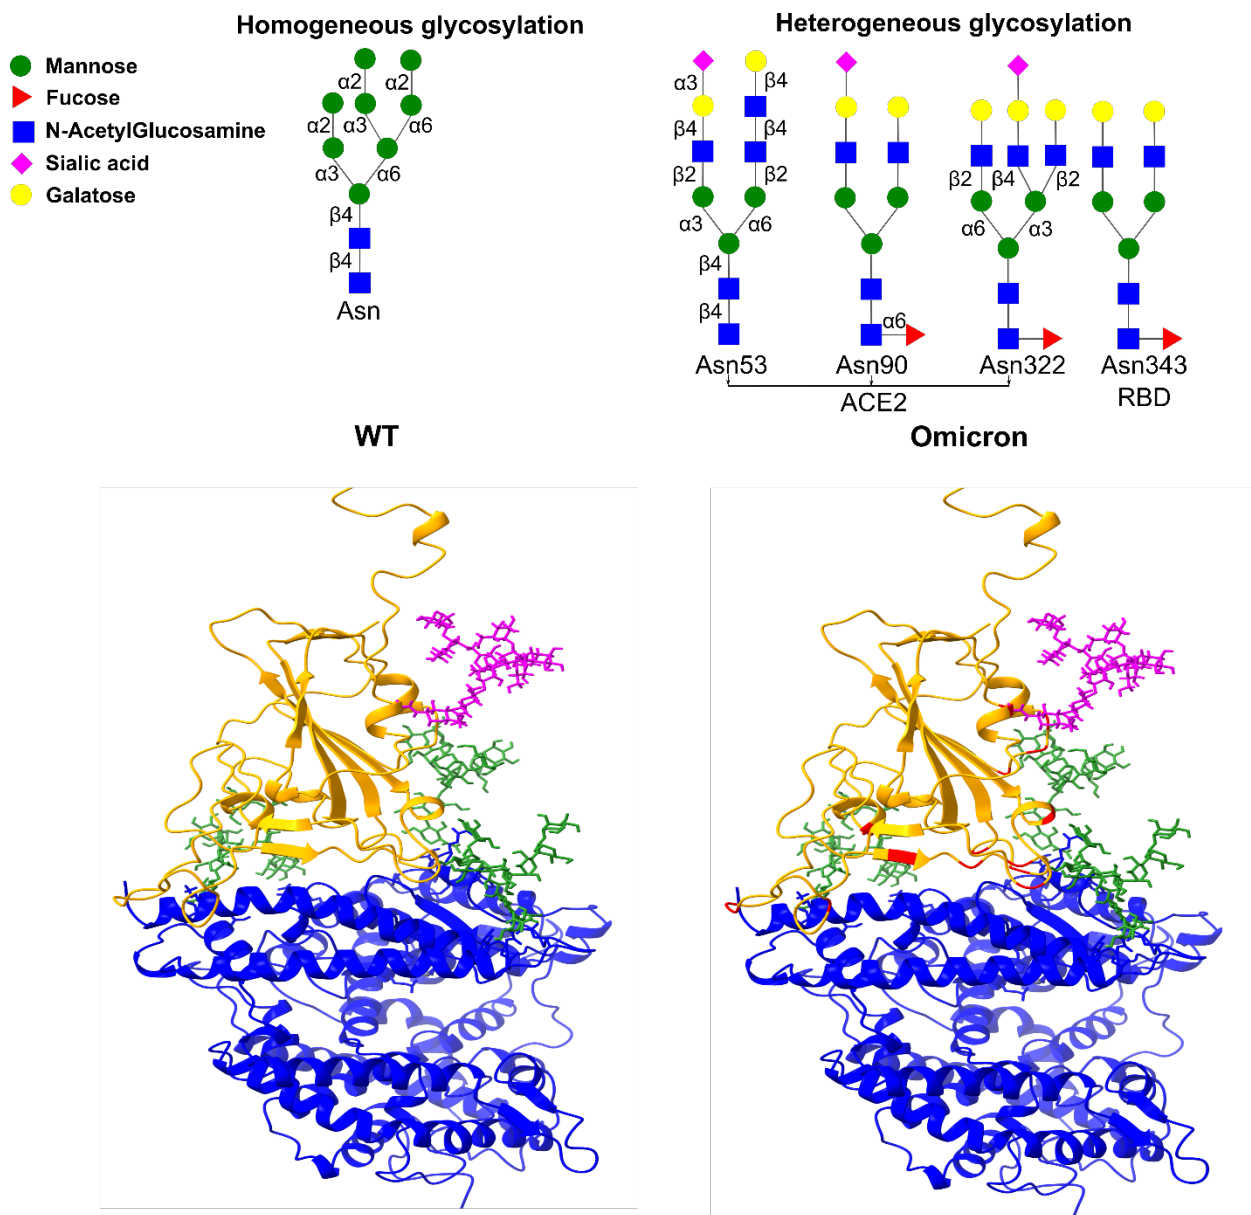 Homogeneous glycosylation
Heterogeneous glycosylation
Mannose
Fucose
N-AcetylGlucosamine
Sialic acid
Galatose
α2 α2
α2 α3 α6
α3 α6
β4
β4
Asn
α3 β4
β4 β4
β2 β2
α3 α6
β4
β4
Asn53
α6
Asn90
β2 β4 β2
α6 α3
Asn322
Asn343
ACE2
RBD
WT
Omicron